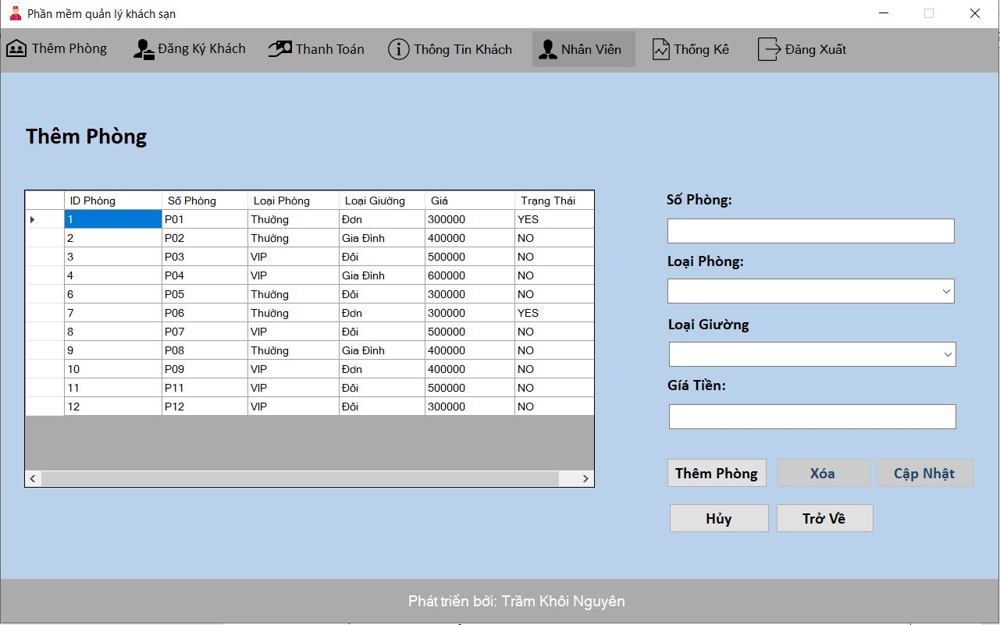 Phần mềm quản lý khách sạn
Thêm Phòng Đăng Ký Khách Thanh Toán Thông Tin Khách Nhân Viên Thống Kê Đăng Xuất
Thêm Phòng
ID Phòng Số Phòng Loại Phòng Loại Giường Giá Trạng Thái
1 P01 Thường Đơn 300000 YES
2 P02 Thường Gia Đình 400000 NO
3 P03 VIP Đôi 500000 NO
4 P04 VIP Gia Đình 600000 NO
6 P05 Thường Đôi 300000 NO
7 P06 Thường Đơn 300000 YES
8 P07 VIP Đôi 500000 NO
9 P08 Thường Gia Đình 400000 NO
10 P09 VIP Đơn 400000 NO
11 P11 VIP Đôi 500000 NO
12 P12 VIP Đôi 300000 NO
Số Phòng:
Loại Phòng:
Loại Giường
Gíá Tiền:
Thêm Phòng Xóa Cập Nhật
Hủy Trở Về
Phát triển bởi: Trầm Khôi Nguyên